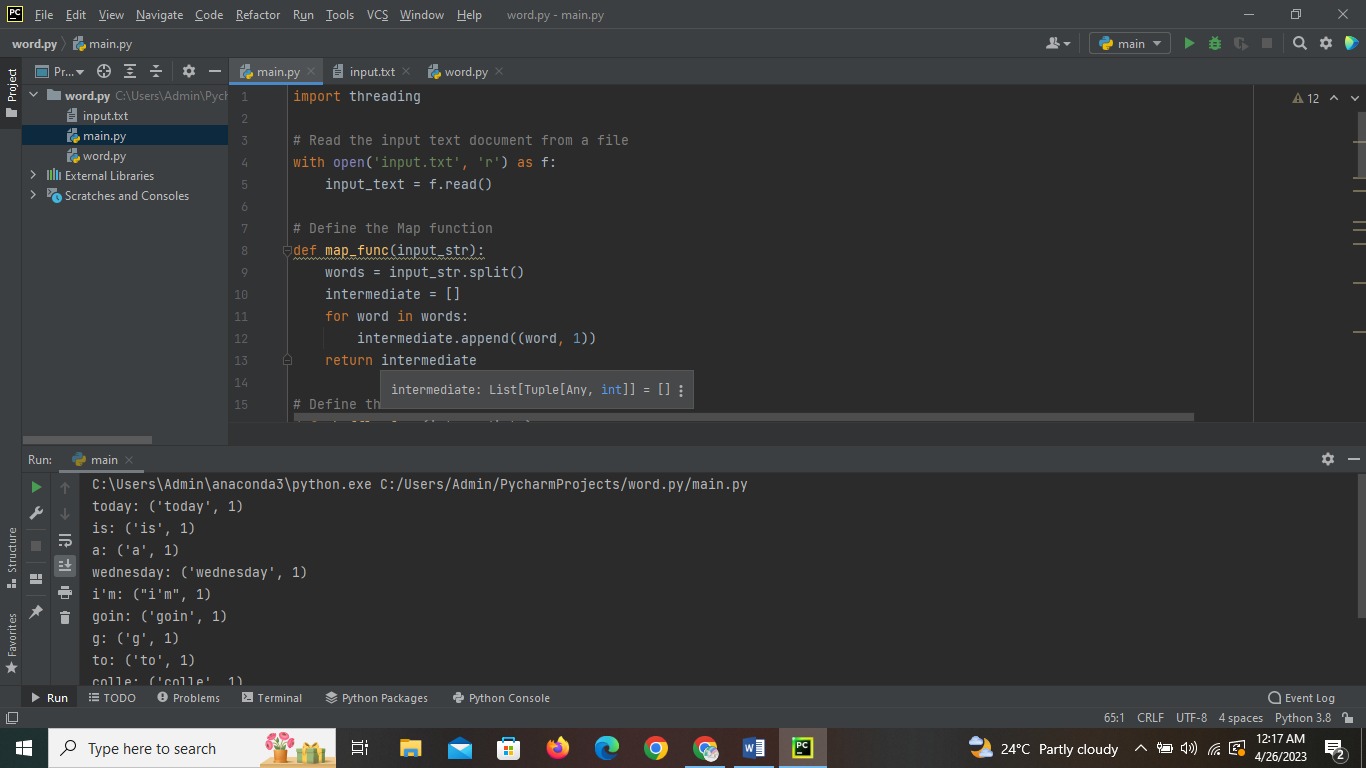 PC File Edit View Navigate Code Refactor Run Tools VCS Window Help word.py - main.py
word.py main.py main
Project
Pr... main.py input.txt word.py
word.py C:\Users\Admin\Pych
input.txt
main.py
word.py
External Libraries
Scratches and Consoles
12
1 import threading
2
3 # Read the input text document from a file
4 with open('input.txt', 'r') as f:
5 input_text = f.read()
6
7 # Define the Map function
8 def map_func(input_str):
9 words = input_str.split()
10 intermediate = []
11 for word in words:
12 intermediate.append((word, 1))
13 return intermediate
14
intermediate: List[Tuple[Any, int]] = []
15 # Define th
Run: main
C:\Users\Admin\anaconda3\python.exe C:/Users/Admin/PycharmProjects/word.py/main.py
today: ('today', 1)
is: ('is', 1)
a: ('a', 1)
wednesday: ('wednesday', 1)
i'm: ("i'm", 1)
goin: ('goin', 1)
g: ('g', 1)
to: ('to', 1)
colle: ('colle', 1)
Structure
Favorites
Run TODO Problems Terminal Python Packages Python Console Event Log
65:1 CRLF UTF-8 4 spaces Python 3.8
Type here to search
PC
24°C Partly cloudy
12:17 AM
4/26/2023
2